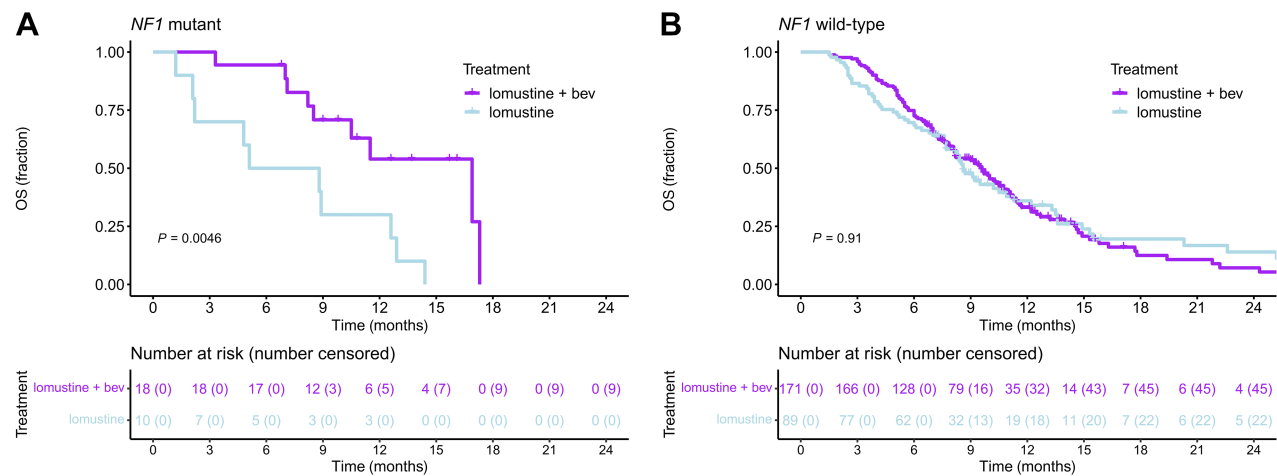 A
NF1 mutant
1.00
0.75
0.50
0.25
0.00
OS (fraction)
Treatment
lomustine + bev
lomustine
P = 0.0046
0 3 6 9 12 15 18 21 24
Time (months)
Number at risk (number censored)
Treatment
lomustine + bev 18 (0) 18 (0) 17 (0) 12 (3) 6 (5) 4 (7) 0 (9) 0 (9) 0 (9)
lomustine 10 (0) 7 (0) 5 (0) 3 (0) 3 (0) 0 (0) 0 (0) 0 (0) 0 (0)
0 3 6 9 12 15 18 21 24
Time (months)
B
NF1 wild-type
1.00
0.75
0.50
0.25
0.00
OS (fraction)
Treatment
lomustine + bev
lomustine
P = 0.91
0 3 6 9 12 15 18 21 24
Time (months)
Number at risk (number censored)
Treatment
lomustine + bev 171 (0) 166 (0) 128 (0) 79 (16) 35 (32) 14 (43) 7 (45) 6 (45) 4 (45)
lomustine 89 (0) 77 (0) 62 (0) 32 (13) 19 (18) 11 (20) 7 (22) 6 (22) 5 (22)
0 3 6 9 12 15 18 21 24
Time (months)